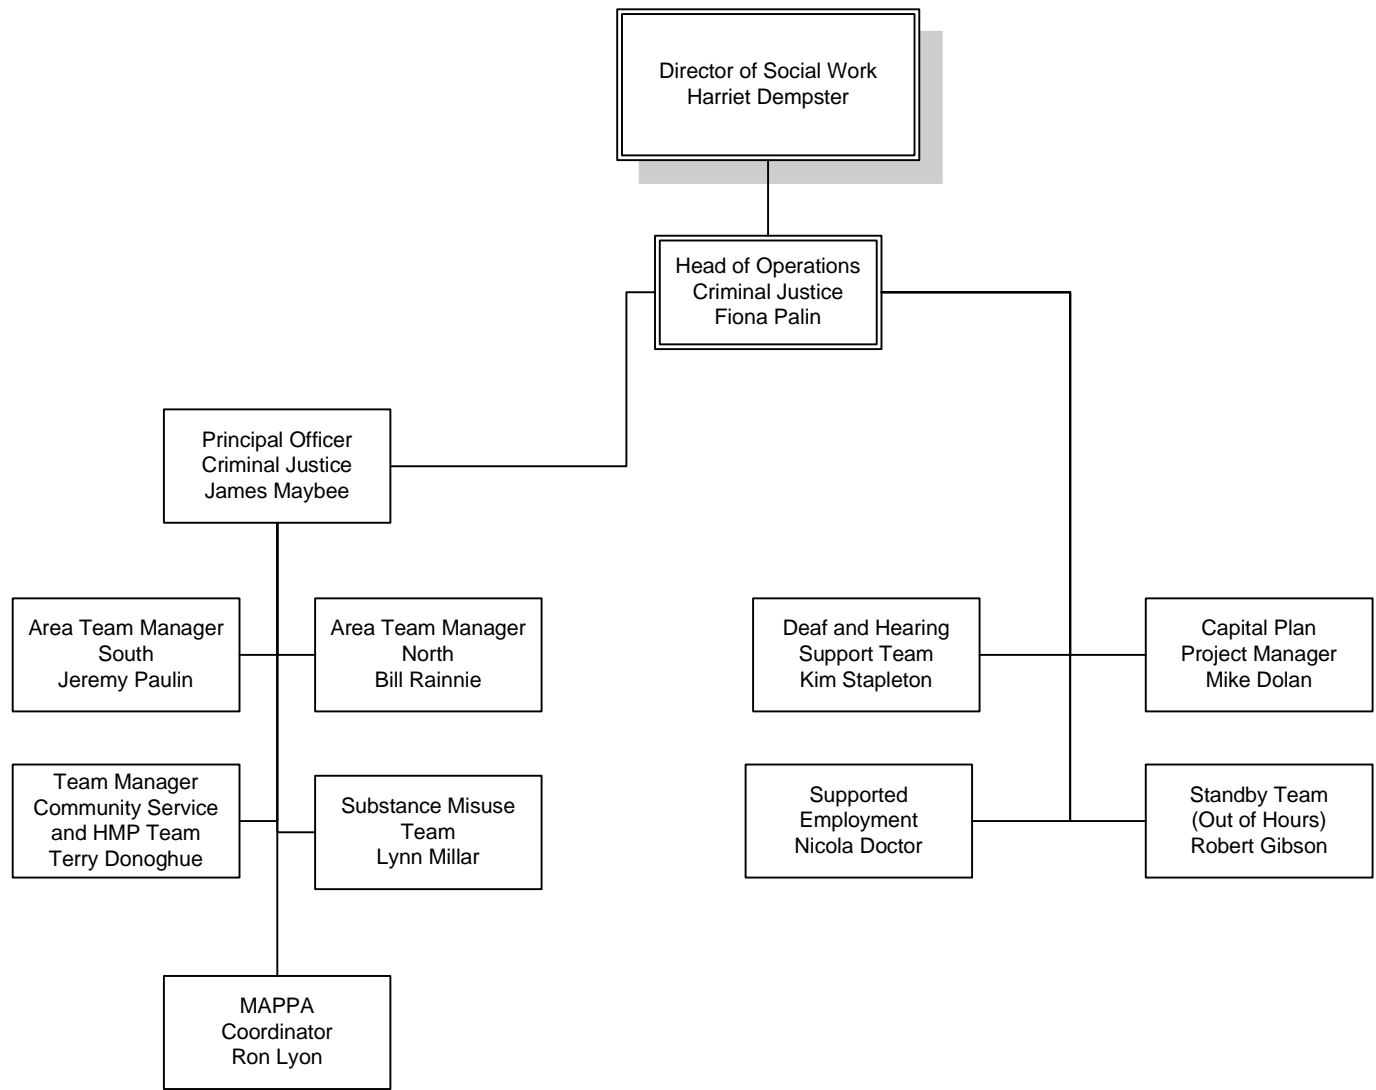 Director of Social Work
Harriet Dempster
Head of Operations
Criminal Justice
Fiona Palin
Principal Officer
Criminal Justice
James Maybee
Area Team Manager
South
Jeremy Paulin
Area Team Manager
North
Bill Rainnie
Deaf and Hearing
Support Team
Kim Stapleton
Capital Plan
Project Manager
Mike Dolan
Team Manager
Community Service
and HMP Team
Terry Donoghue
Substance Misuse
Team
Lynn Millar
Supported
Employment
Nicola Doctor
Standby Team
(Out of Hours)
Robert Gibson
MAPPA
Coordinator
Ron Lyon